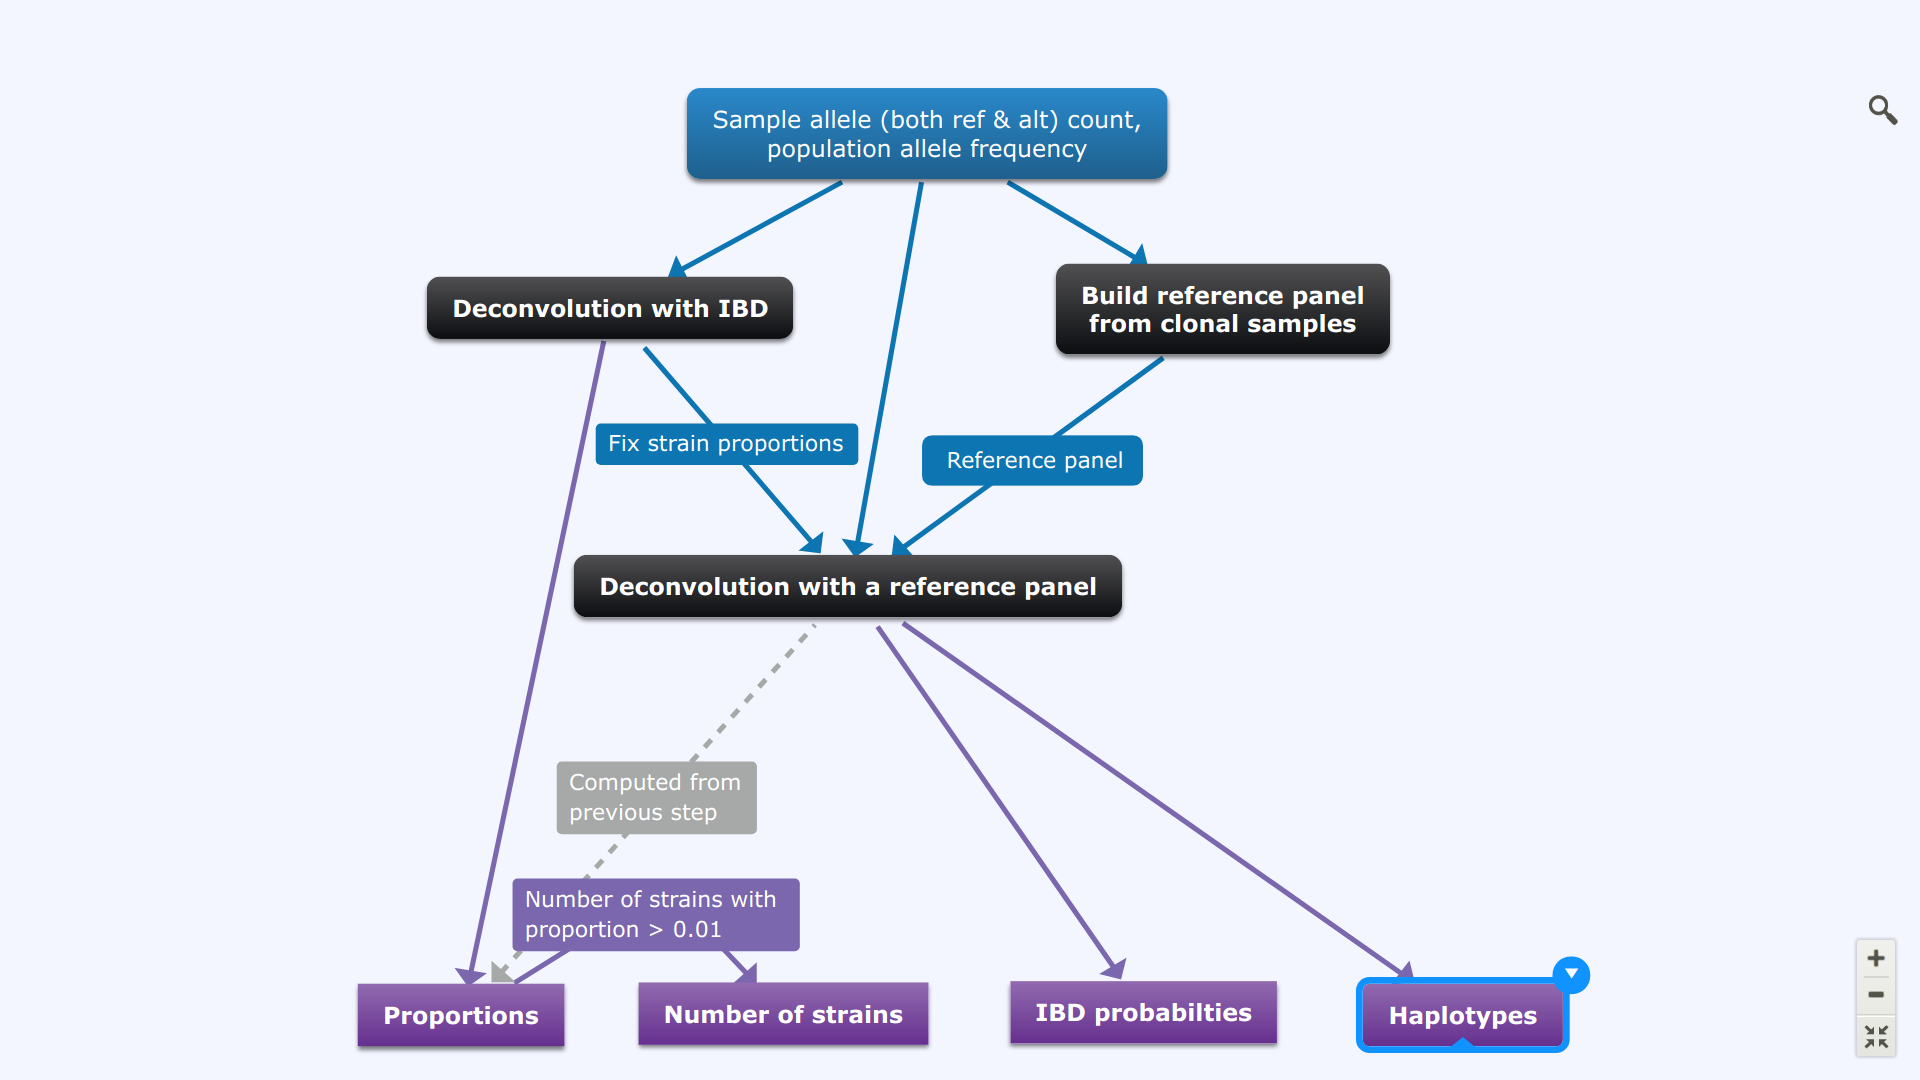 Sample allele (both ref & alt) count,
population allele frequency
Deconvolution with IBD
Build reference panel
from clonal samples
Fix strain proportions
Reference panel
Deconvolution with a reference panel
Computed from
previous step
Number of strains with
proportion > 0.01
Proportions
Number of strains
IBD probabilties
Haplotypes